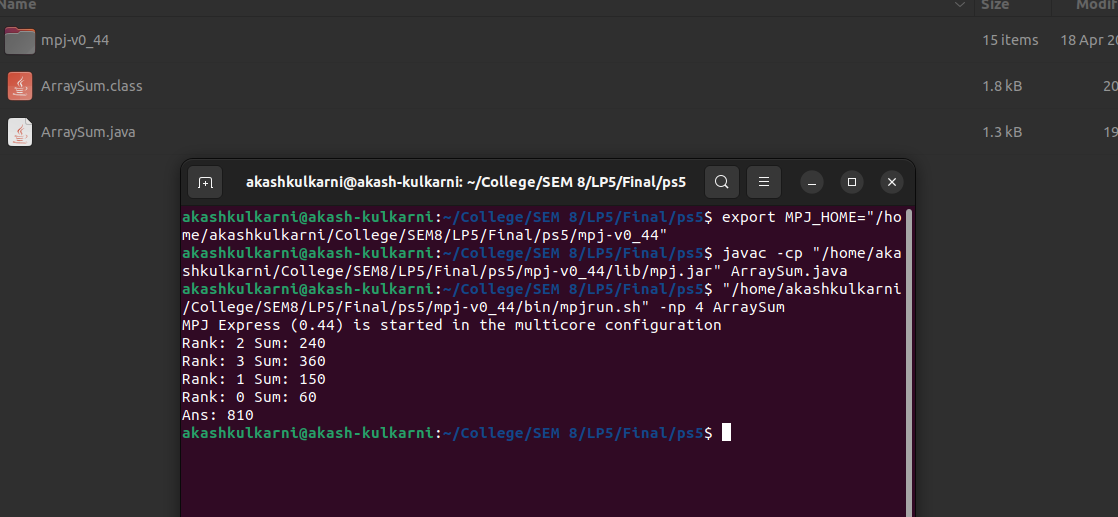 Name Size Modif
mpj-v0_44 15 items 18 Apr 20
ArraySum.class 1.8 kB 20
ArraySum.java 1.3 kB 19
akashkulkarni@akash-kulkarni: ~/College/SEM 8/LP5/Final/ps5
akashkulkarni@akash-kulkarni:~/College/SEM 8/LP5/Final/ps5$ export MPJ_HOME="/ho
me/akashkulkarni/College/SEM8/LP5/Final/ps5/mpj-v0_44"
akashkulkarni@akash-kulkarni:~/College/SEM 8/LP5/Final/ps5$ javac -cp "/home/aka
shkulkarni/College/SEM8/LP5/Final/ps5/mpj-v0_44/lib/mpj.jar" ArraySum.java
akashkulkarni@akash-kulkarni:~/College/SEM 8/LP5/Final/ps5$ "/home/akashkulkarni
/College/SEM8/LP5/Final/ps5/mpj-v0_44/bin/mpjrun.sh" -np 4 ArraySum
MPJ Express (0.44) is started in the multicore configuration
Rank: 2 Sum: 240
Rank: 3 Sum: 360
Rank: 1 Sum: 150
Rank: 0 Sum: 60
Ans: 810
akashkulkarni@akash-kulkarni:~/College/SEM 8/LP5/Final/ps5$